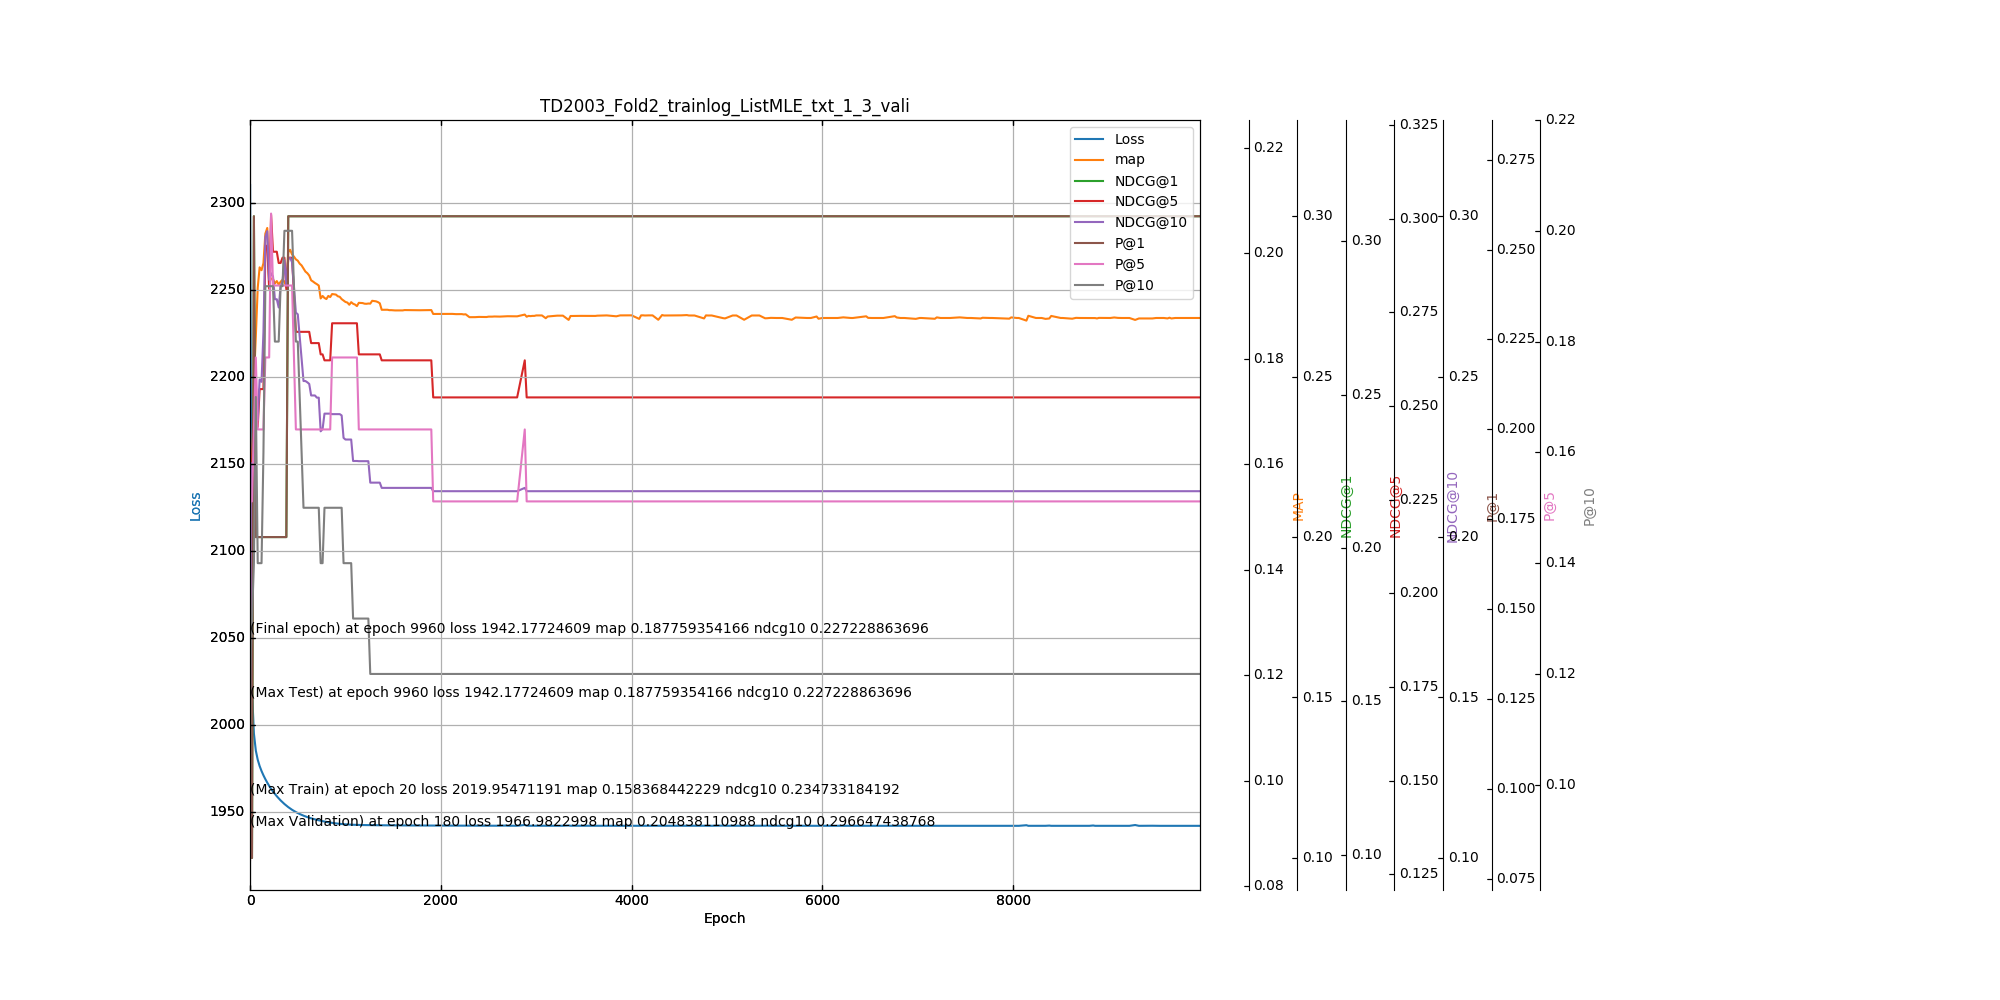 TD2003_Fold2_trainlog_ListMLE_txt_1_3_vali
Loss
map
NDCG@1
NDCG@5
NDCG@10
P@1
P@5
P@10
2300
2250
2200
2150
2100
2050
2000
1950
Loss
(Final epoch) at epoch 9960 loss 1942.17724609 map 0.187759354166 ndcg10 0.227228863696
(Max Test) at epoch 9960 loss 1942.17724609 map 0.187759354166 ndcg10 0.227228863696
(Max Train) at epoch 20 loss 2019.95471191 map 0.158368442229 ndcg10 0.234733184192
(Max Validation) at epoch 180 loss 1966.9822998 map 0.204838110988 ndcg10 0.296647438768
0 2000 4000 6000 8000
Epoch
0.22
0.20
0.18
0.16
0.14
0.12
0.10
0.08
MAP
0.30
0.25
0.20
0.15
0.10
NDCG@1
0.30
0.25
0.20
0.15
0.10
NDCG@5
0.325
0.300
0.275
0.250
0.225
0.200
0.175
0.150
0.125
NDCG@10
0.30
0.25
0.20
0.15
0.10
P@1
0.275
0.250
0.225
0.200
0.175
0.150
0.125
0.100
0.075
P@5
0.22
0.20
0.18
0.16
0.14
0.12
0.10
P@10